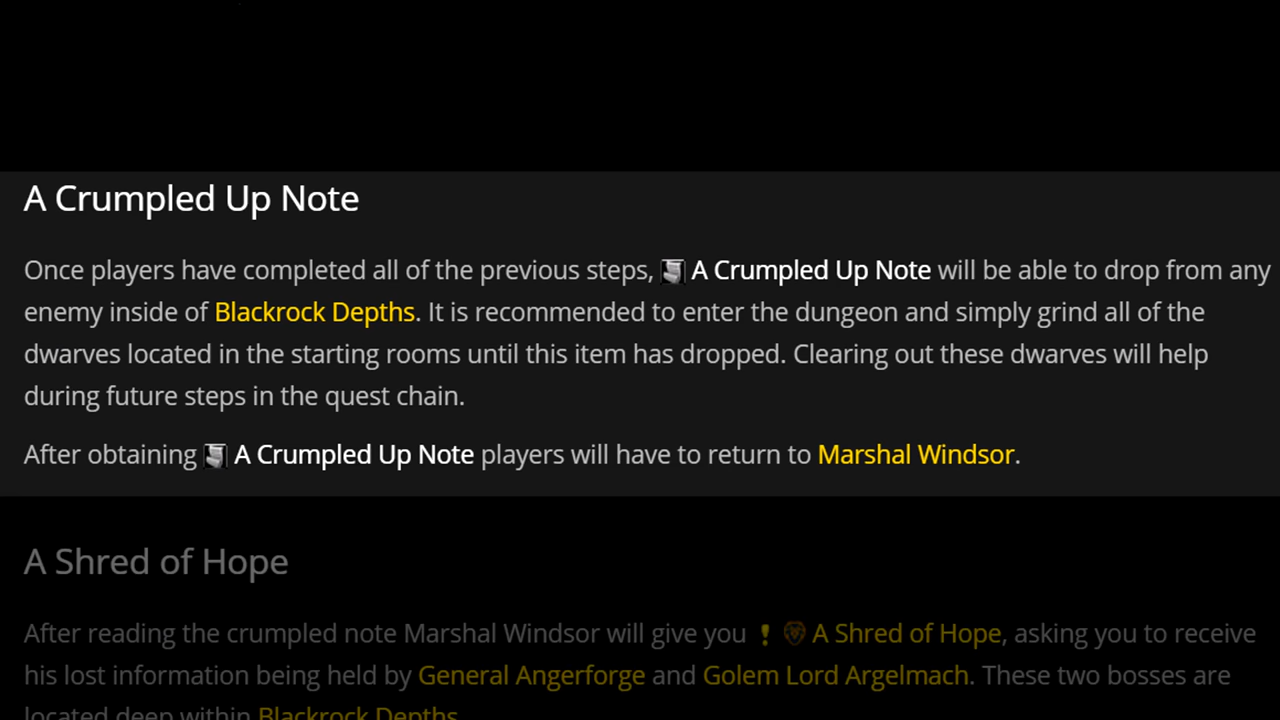 A Crumpled Up Note
Once players have completed all of the previous steps, A Crumpled Up Note will be able to drop from any
enemy inside of Blackrock Depths. It is recommended to enter the dungeon and simply grind all of the
dwarves located in the starting rooms until this item has dropped. Clearing out these dwarves will help
during future steps in the quest chain.
After obtaining A Crumpled Up Note players will have to return to Marshal Windsor.
A Shred of Hope
After reading the crumpled note Marshal Windsor will give you A Shred of Hope, asking you to receive
his lost information being held by General Angerforge and Golem Lord Argelmach. These two bosses are
located deep within Blackrock Depths.